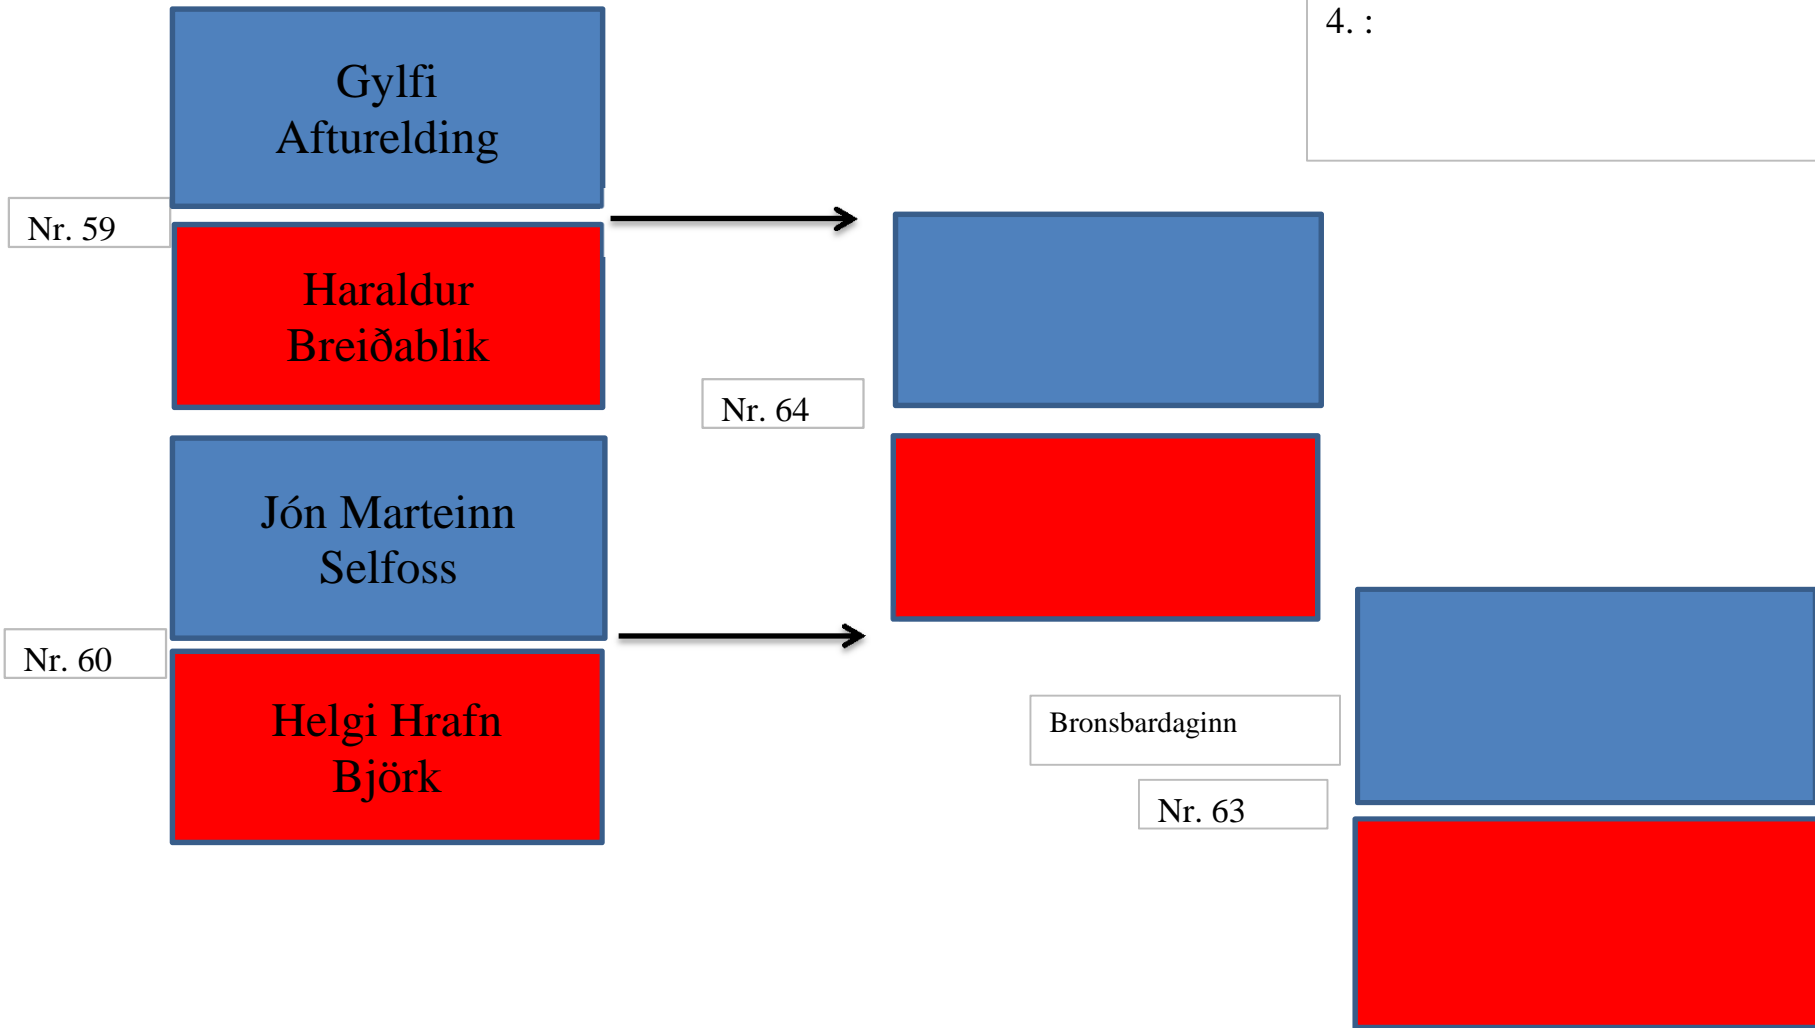 4. :
Gylfi
Afturelding
Nr. 59
Haraldur
Breiðablik
Nr. 64
Jón Marteinn
Selfoss
Nr. 60
Helgi Hrafn
Björk
Bronsbardaginn
Nr. 63